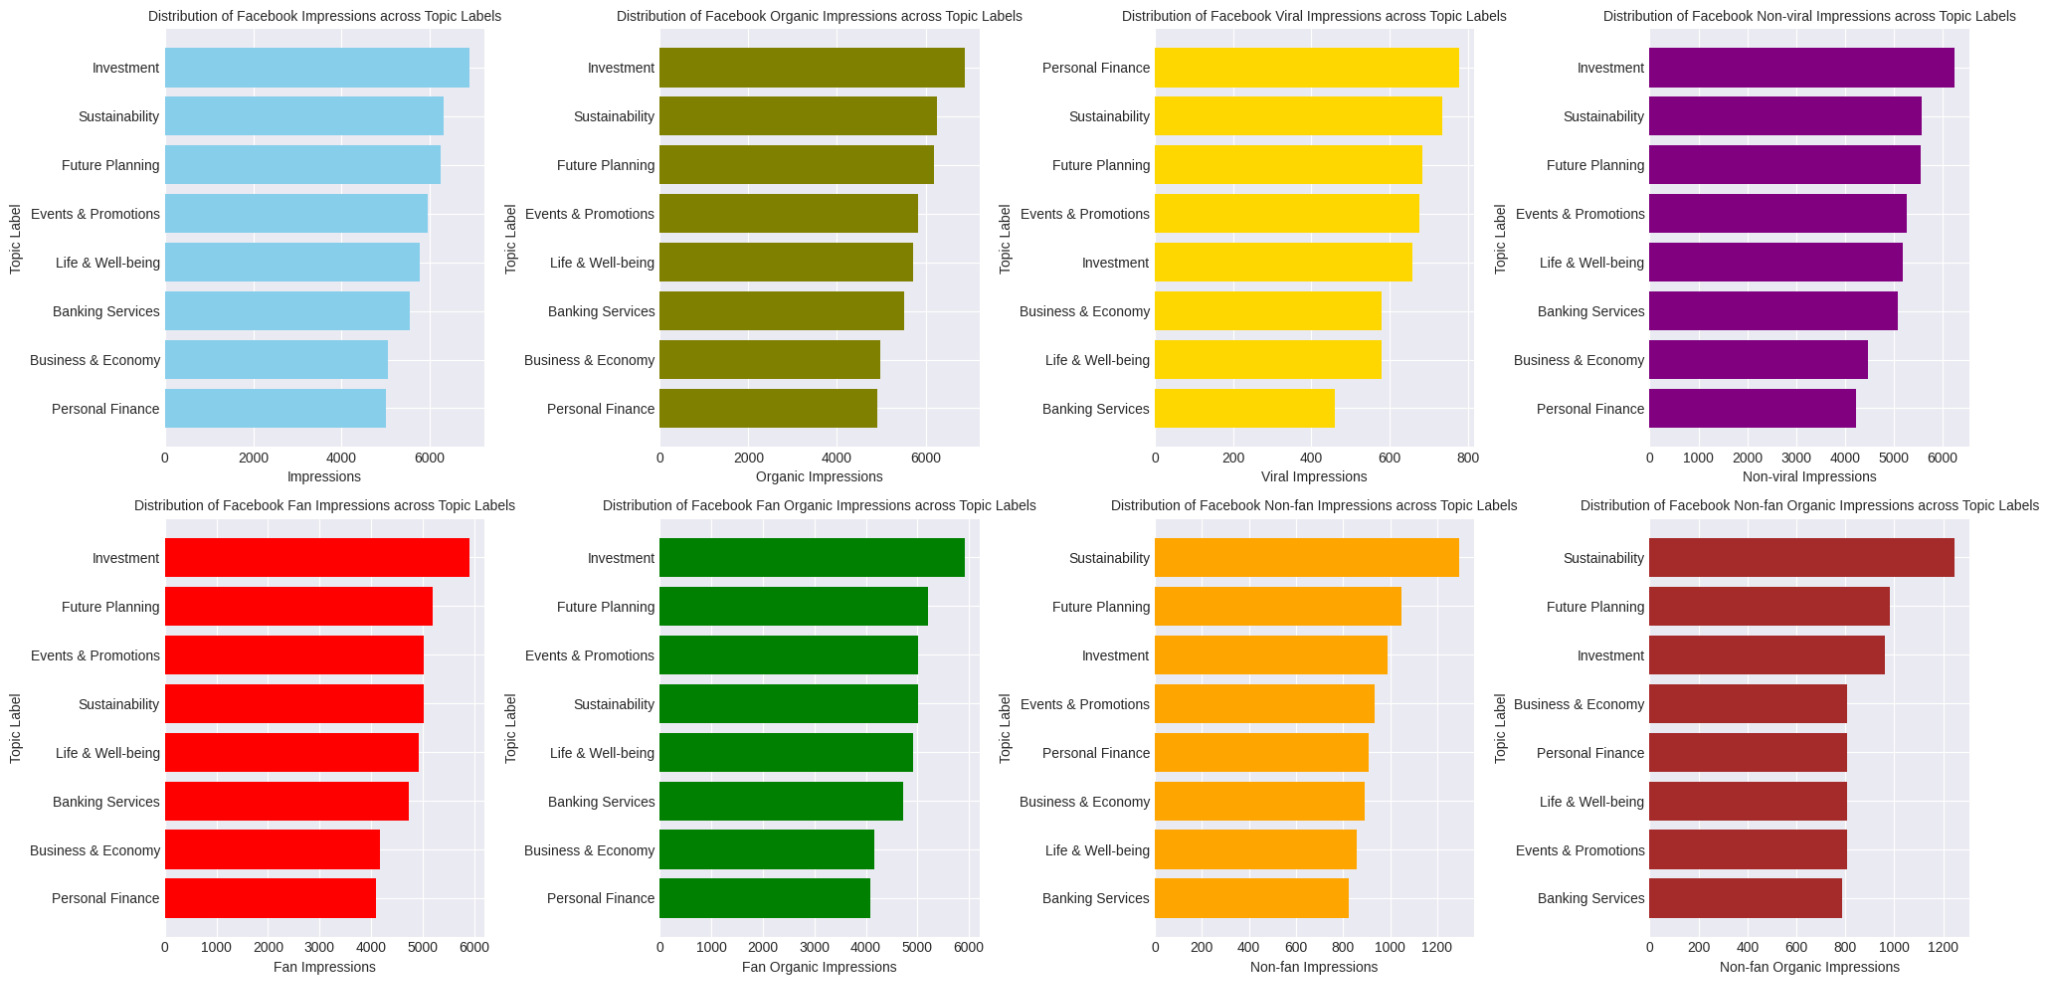 Distribution of Facebook Impressions across Topic Labels
Topic Label
Investment
Sustainability
Future Planning
Events & Promotions
Life & Well-being
Banking Services
Business & Economy
Personal Finance
0 2000 4000 6000
Impressions
Distribution of Facebook Organic Impressions across Topic Labels
Topic Label
Investment
Sustainability
Future Planning
Events & Promotions
Life & Well-being
Banking Services
Business & Economy
Personal Finance
0 2000 4000 6000
Organic Impressions
Distribution of Facebook Viral Impressions across Topic Labels
Topic Label
Personal Finance
Sustainability
Future Planning
Events & Promotions
Investment
Business & Economy
Life & Well-being
Banking Services
0 200 400 600 800
Viral Impressions
Distribution of Facebook Non-viral Impressions across Topic Labels
Topic Label
Investment
Sustainability
Future Planning
Events & Promotions
Life & Well-being
Banking Services
Business & Economy
Personal Finance
0 1000 2000 3000 4000 5000 6000
Non-viral Impressions
Distribution of Facebook Fan Impressions across Topic Labels
Topic Label
Investment
Future Planning
Events & Promotions
Sustainability
Life & Well-being
Banking Services
Business & Economy
Personal Finance
0 1000 2000 3000 4000 5000 6000
Fan Impressions
Distribution of Facebook Fan Organic Impressions across Topic Labels
Topic Label
Investment
Future Planning
Events & Promotions
Sustainability
Life & Well-being
Banking Services
Business & Economy
Personal Finance
0 1000 2000 3000 4000 5000 6000
Fan Organic Impressions
Distribution of Facebook Non-fan Impressions across Topic Labels
Topic Label
Sustainability
Future Planning
Investment
Events & Promotions
Personal Finance
Business & Economy
Life & Well-being
Banking Services
0 200 400 600 800 1000 1200
Non-fan Impressions
Distribution of Facebook Non-fan Organic Impressions across Topic Labels
Topic Label
Sustainability
Future Planning
Investment
Business & Economy
Personal Finance
Life & Well-being
Events & Promotions
Banking Services
0 200 400 600 800 1000 1200
Non-fan Organic Impressions